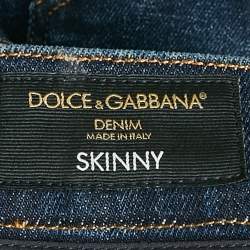 DOLCE & GABBANA®
DENIM
MADE IN ITALY
SKINNY